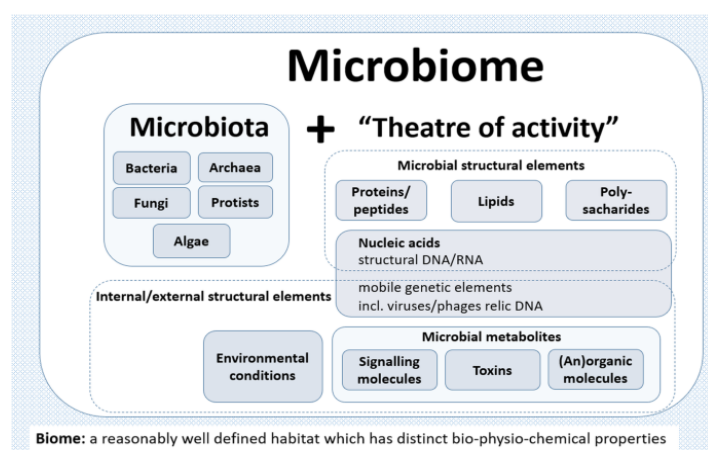 Microbiome
Microbiota + “Theatre of activity”
Bacteria
Archaea
Fungi
Protists
Algae
Microbial structural elements
Proteins/
peptides
Lipids
Poly-
sacharides
Nucleic acids
structural DNA/RNA
mobile genetic elements
incl. viruses/phages relic DNA
Internal/external structural elements
Environmental
conditions
Microbial metabolites
Signalling
molecules
Toxins
(An)organic
molecules
Biome: a reasonably well defined habitat which has distinct bio-physio-chemical properties